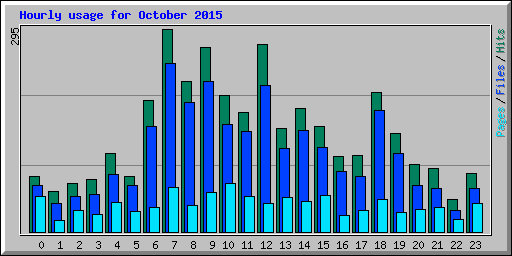 Hourly usage for October 2015
295
Pages/Files/Hits
0 1 2 3 4 5 6 7 8 9 10 11 12 13 14 15 16 17 18 19 20 21 22 23